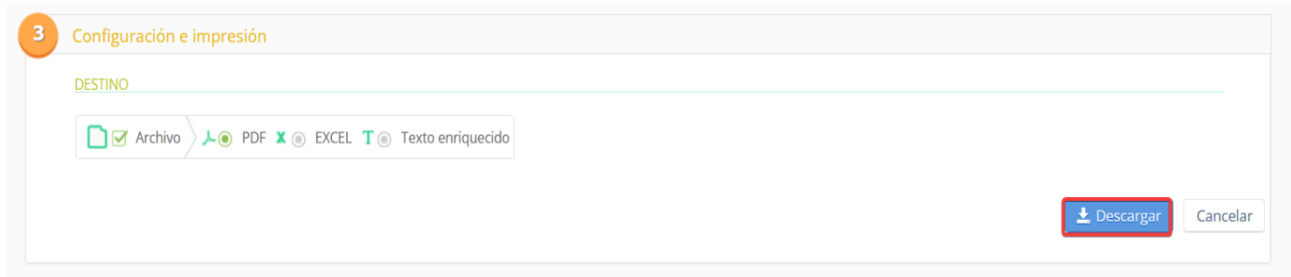 3 Configuración e impresión
DESTINO
Archivo PDF X EXCEL T Texto enriquecido
Descargar Cancelar